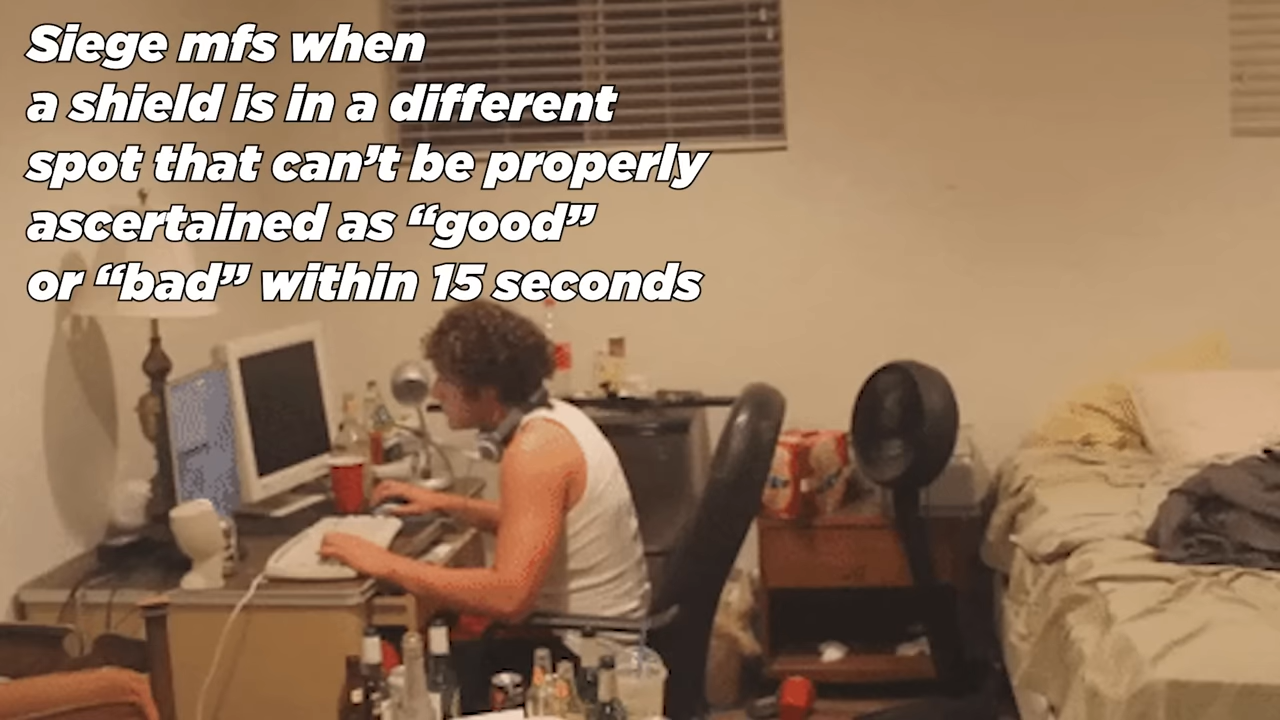 Siege mfs when
a shield is in a different
spot that can’t be properly
ascertained as “good”
or “bad” within 15 seconds